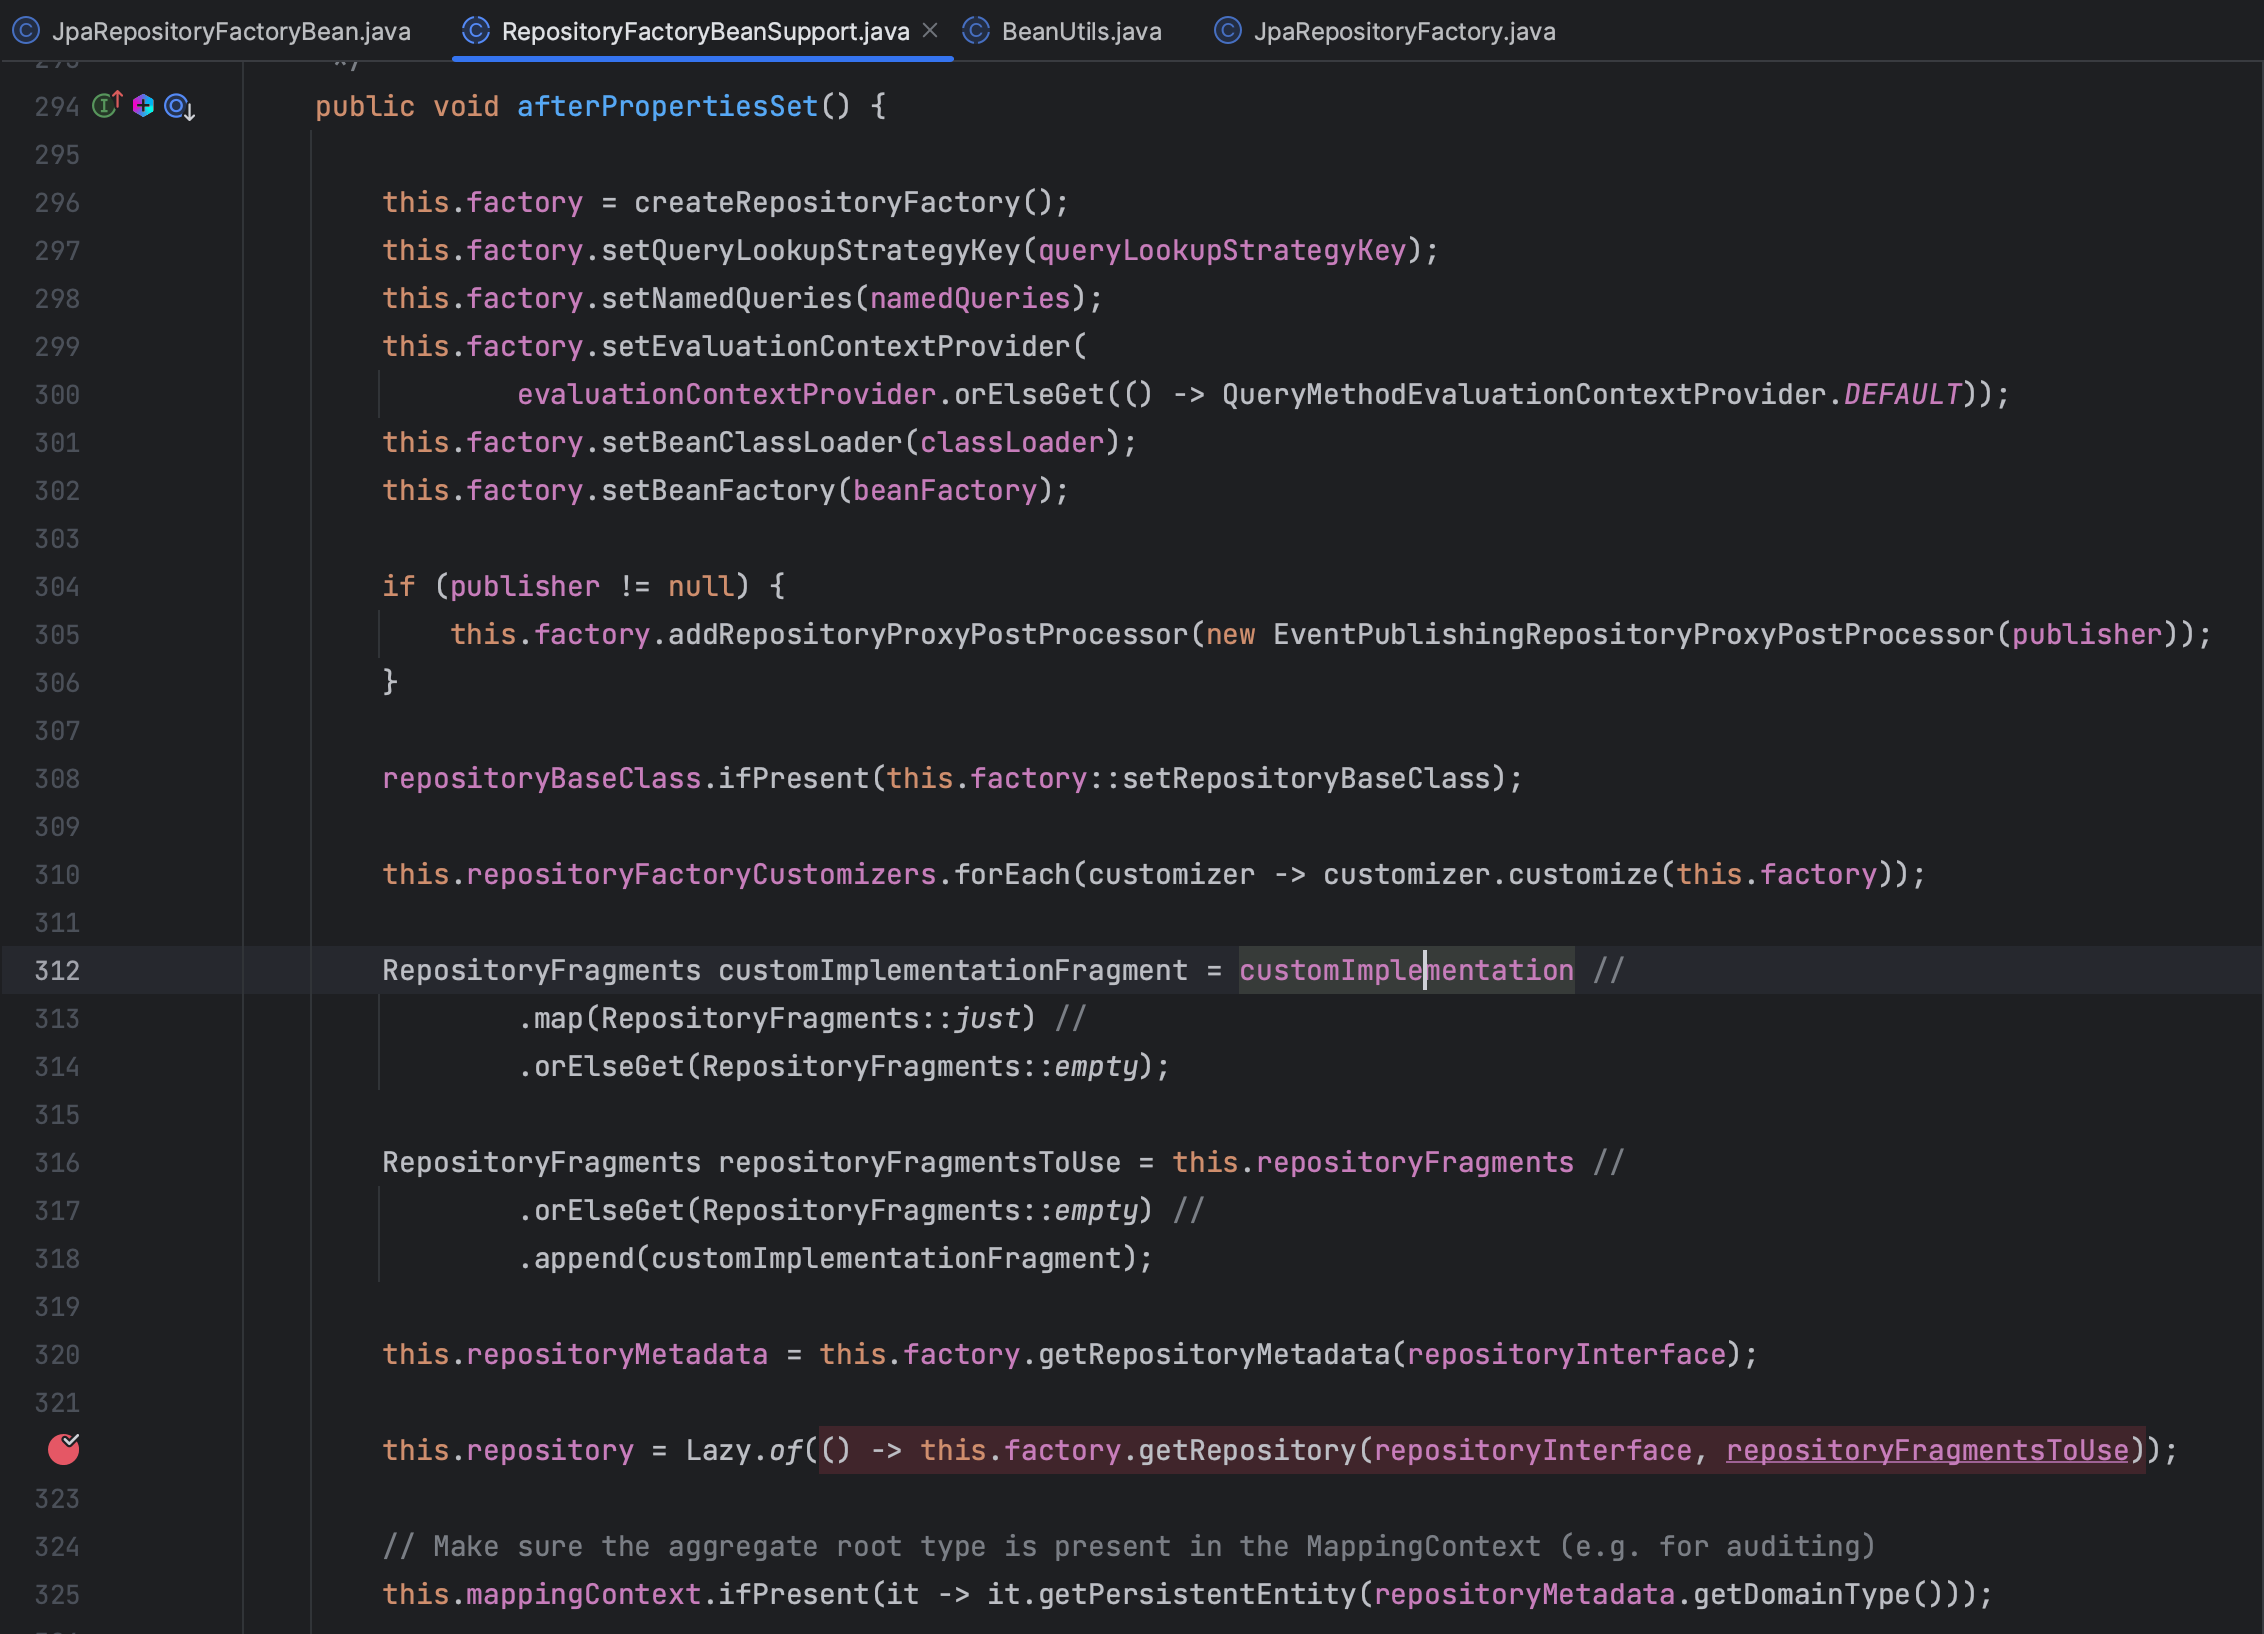 JpaRepositoryFactoryBean.java RepositoryFactoryBeanSupport.java BeanUtils.java JpaRepositoryFactory.java
293 */
294 public void afterPropertiesSet() {
295
296 this.factory = createRepositoryFactory();
297 this.factory.setQueryLookupStrategyKey(queryLookupStrategyKey);
298 this.factory.setNamedQueries(namedQueries);
299 this.factory.setEvaluationContextProvider(
300 evaluationContextProvider.orElseGet(() -> QueryMethodEvaluationContextProvider.DEFAULT));
301 this.factory.setBeanClassLoader(classLoader);
302 this.factory.setBeanFactory(beanFactory);
303
304 if (publisher != null) {
305 this.factory.addRepositoryProxyPostProcessor(new EventPublishingRepositoryProxyPostProcessor(publisher));
306 }
307
308 repositoryBaseClass.ifPresent(this.factory::setRepositoryBaseClass);
309
310 this.repositoryFactoryCustomizers.forEach(customizer -> customizer.customize(this.factory));
311
312 RepositoryFragments customImplementationFragment = customImplementation //
313 .map(RepositoryFragments::just) //
314 .orElseGet(RepositoryFragments::empty);
315
316 RepositoryFragments repositoryFragmentsToUse = this.repositoryFragments //
317 .orElseGet(RepositoryFragments::empty) //
318 .append(customImplementationFragment);
319
320 this.repositoryMetadata = this.factory.getRepositoryMetadata(repositoryInterface);
321
this.repository = Lazy.of(() -> this.factory.getRepository(repositoryInterface, repositoryFragmentsToUse));
323
324 // Make sure the aggregate root type is present in the MappingContext (e.g. for auditing)
325 this.mappingContext.ifPresent(it -> it.getPersistentEntity(repositoryMetadata.getDomainType()));